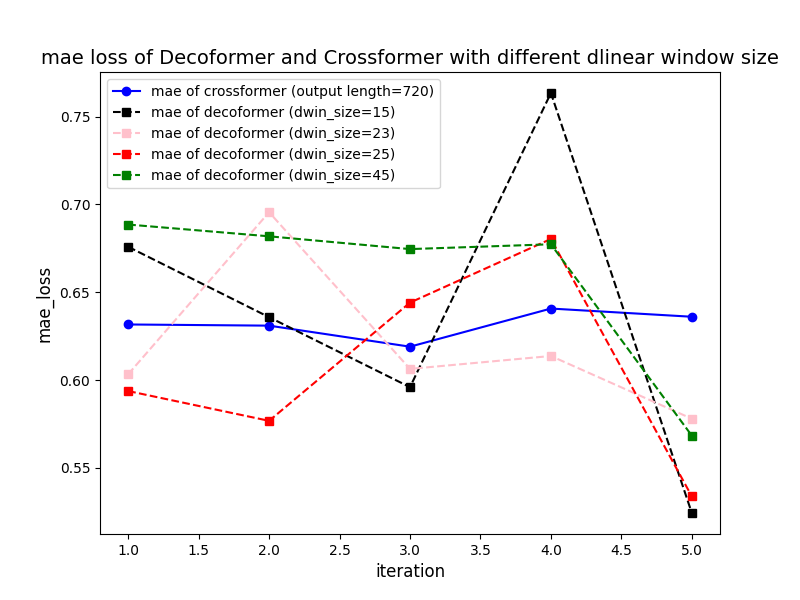 mae loss of Decoformer and Crossformer with different dlinear window size
mae of crossformer (output length=720)
mae of decoformer (dwin_size=15)
mae of decoformer (dwin_size=23)
mae of decoformer (dwin_size=25)
mae of decoformer (dwin_size=45)
mae_loss
0.75
0.70
0.65
0.60
0.55
1.0 1.5 2.0 2.5 3.0 3.5 4.0 4.5 5.0
iteration